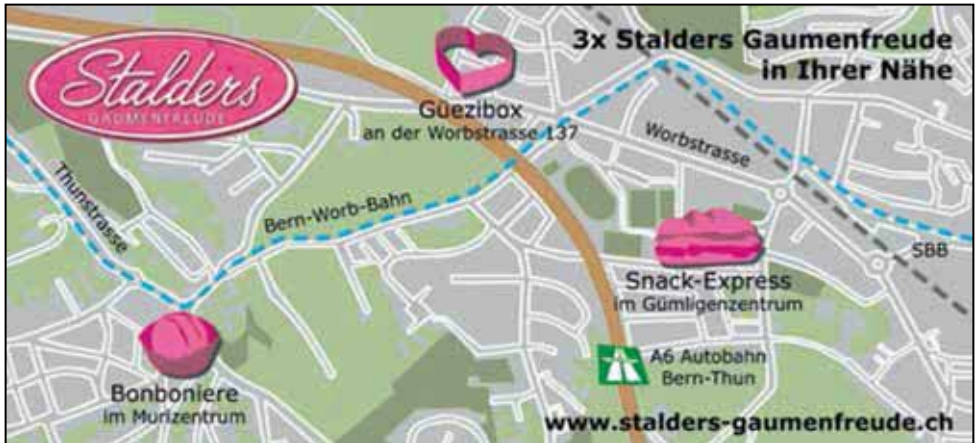 Stalders
GAUMENFREUDE
3x Stalders Gaumenfreude
in Ihrer Nähe
Güezibox
an der Worbstrasse 137
Worbstrasse
Thunstrasse
Bern-Worb-Bahn
SBB
Snack-Express
im Gümligenzentrum
A6 Autobahn
Bern-Thun
Bonboniere
im Murizentrum
www.stalders-gaumenfreude.ch